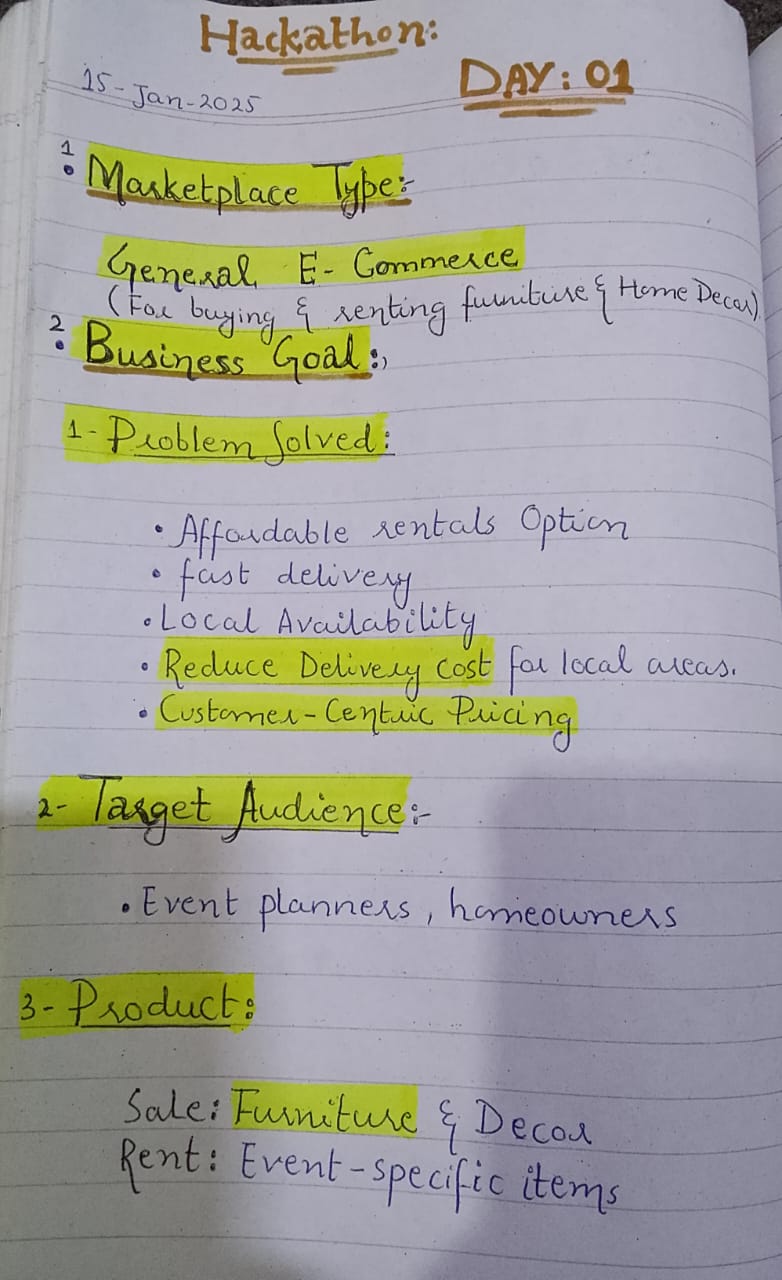 Hackathon:
15-Jan-2025
DAY: 01
1
• Marketplace Type:-
General E-Commerce
(For buying & renting furniture & Home Decor)
2
• Business Goal:,
1- Problem Solved:
• Affordable rentals Option
• fast delivery
• Local Availability
• Reduce Delivery cost for local areas.
• Customer-Centric Pricing
2- Target Audience:-
• Event planners, homeowners
3- Product:
Sale: Furniture & Decor
Rent: Event-specific items